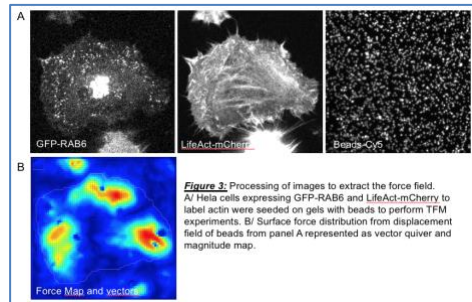 A
GFP-RAB6
LifeAct-mCherry
Beads-Cy5
B
Force Map and vectors
Figure 3: Processing of images to extract the force field.
A/ Hela cells expressing GFP-RAB6 and LifeAct-mCherry to
label actin were seeded on gels with beads to perform TFM
experiments. B/ Surface force distribution from displacement
field of beads from panel A represented as vector quiver and
magnitude map.